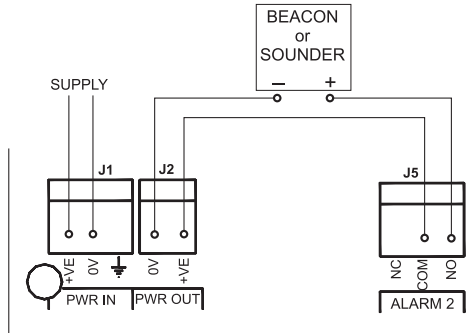 BEACON
or
SOUNDER
− +
SUPPLY
J1 J2 J5
+VE 0V 0V +VE NC COM NO
PWR IN PWR OUT ALARM 2